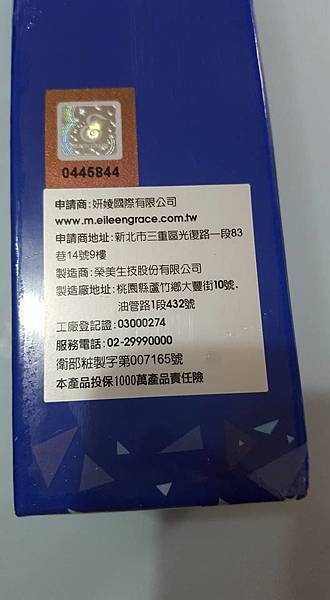 0445844
申請商:妍綾國際有限公司
www.m.eileengrace.com.tw
申請商地址:新北市三重區光復路一段83
巷14號9樓
製造商:榮美生技股份有限公司
製造廠地址:桃園縣蘆竹鄉大豐街10號.
油管路1段432號
工廠登記證:03000274
服務電話:02-29990000
衛部粧製字第007165號
本產品投保1000萬產品責任險